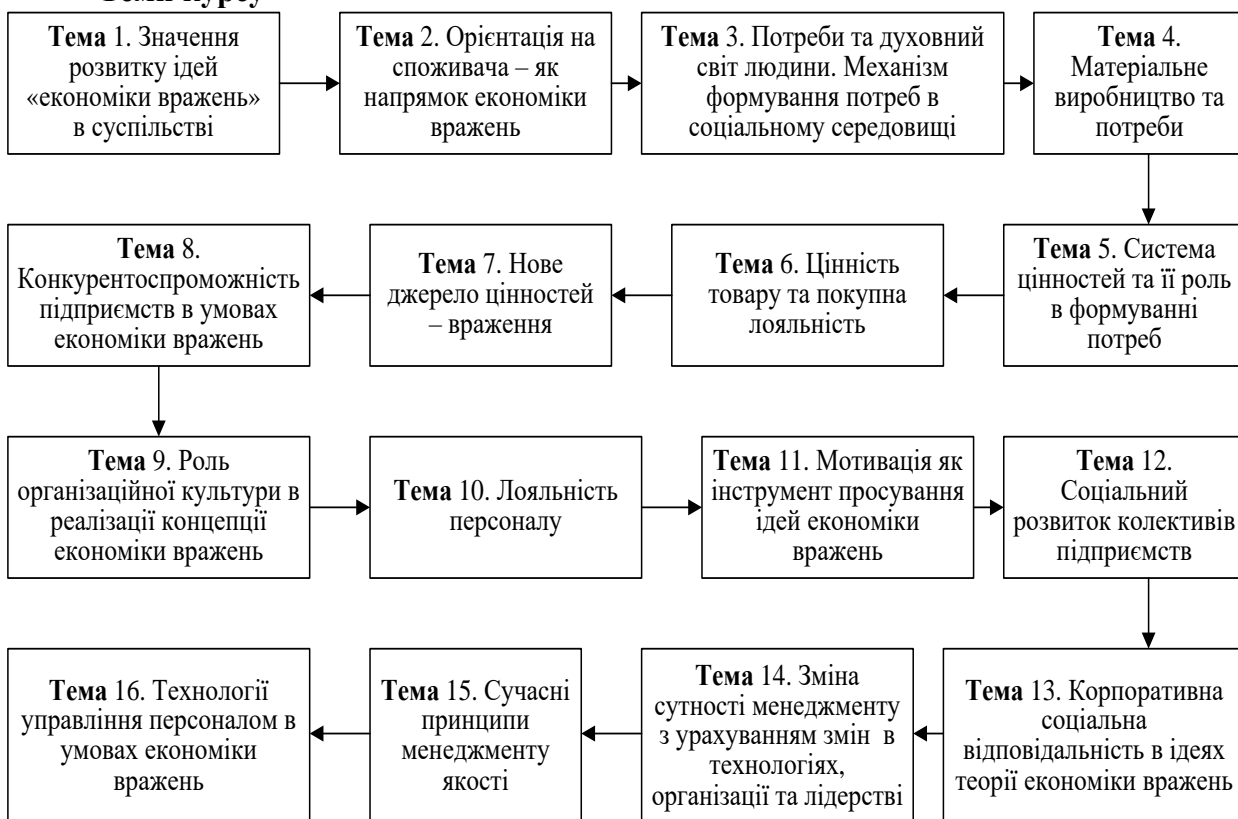 Тема 1. Значення
розвитку ідей
«економіки вражень»
в суспільстві
Тема 2. Орієнтація на
споживача – як
напрямок економіки
вражень
Тема 3. Потреби та духовний
світ людини. Механізм
формування потреб в
соціальному середовищі
Тема 4.
Матеріальне
виробництво та
потреби
Тема 5. Система
цінностей та її роль
в формуванні
потреб
Тема 6. Цінність
товару та покупна
лояльність
Тема 7. Нове
джерело цінностей
– враження
Тема 8.
Конкурентоспроможність
підприємств в умовах
економіки вражень
Тема 9. Роль
організаційної культури в
реалізації концепції
економіки вражень
Тема 10. Лояльність
персоналу
Тема 11. Мотивація як
інструмент просування
ідей економіки
вражень
Тема 12.
Соціальний
розвиток колективів
підприємств
Тема 13. Корпоративна
соціальна
відповідальність в ідеях
теорії економіки вражень
Тема 14. Зміна
сутності менеджменту
з урахуванням змін в
технологіях,
організації та лідерстві
Тема 15. Сучасні
принципи
менеджменту
якості
Тема 16. Технології
управління персоналом в
умовах економіки
вражень